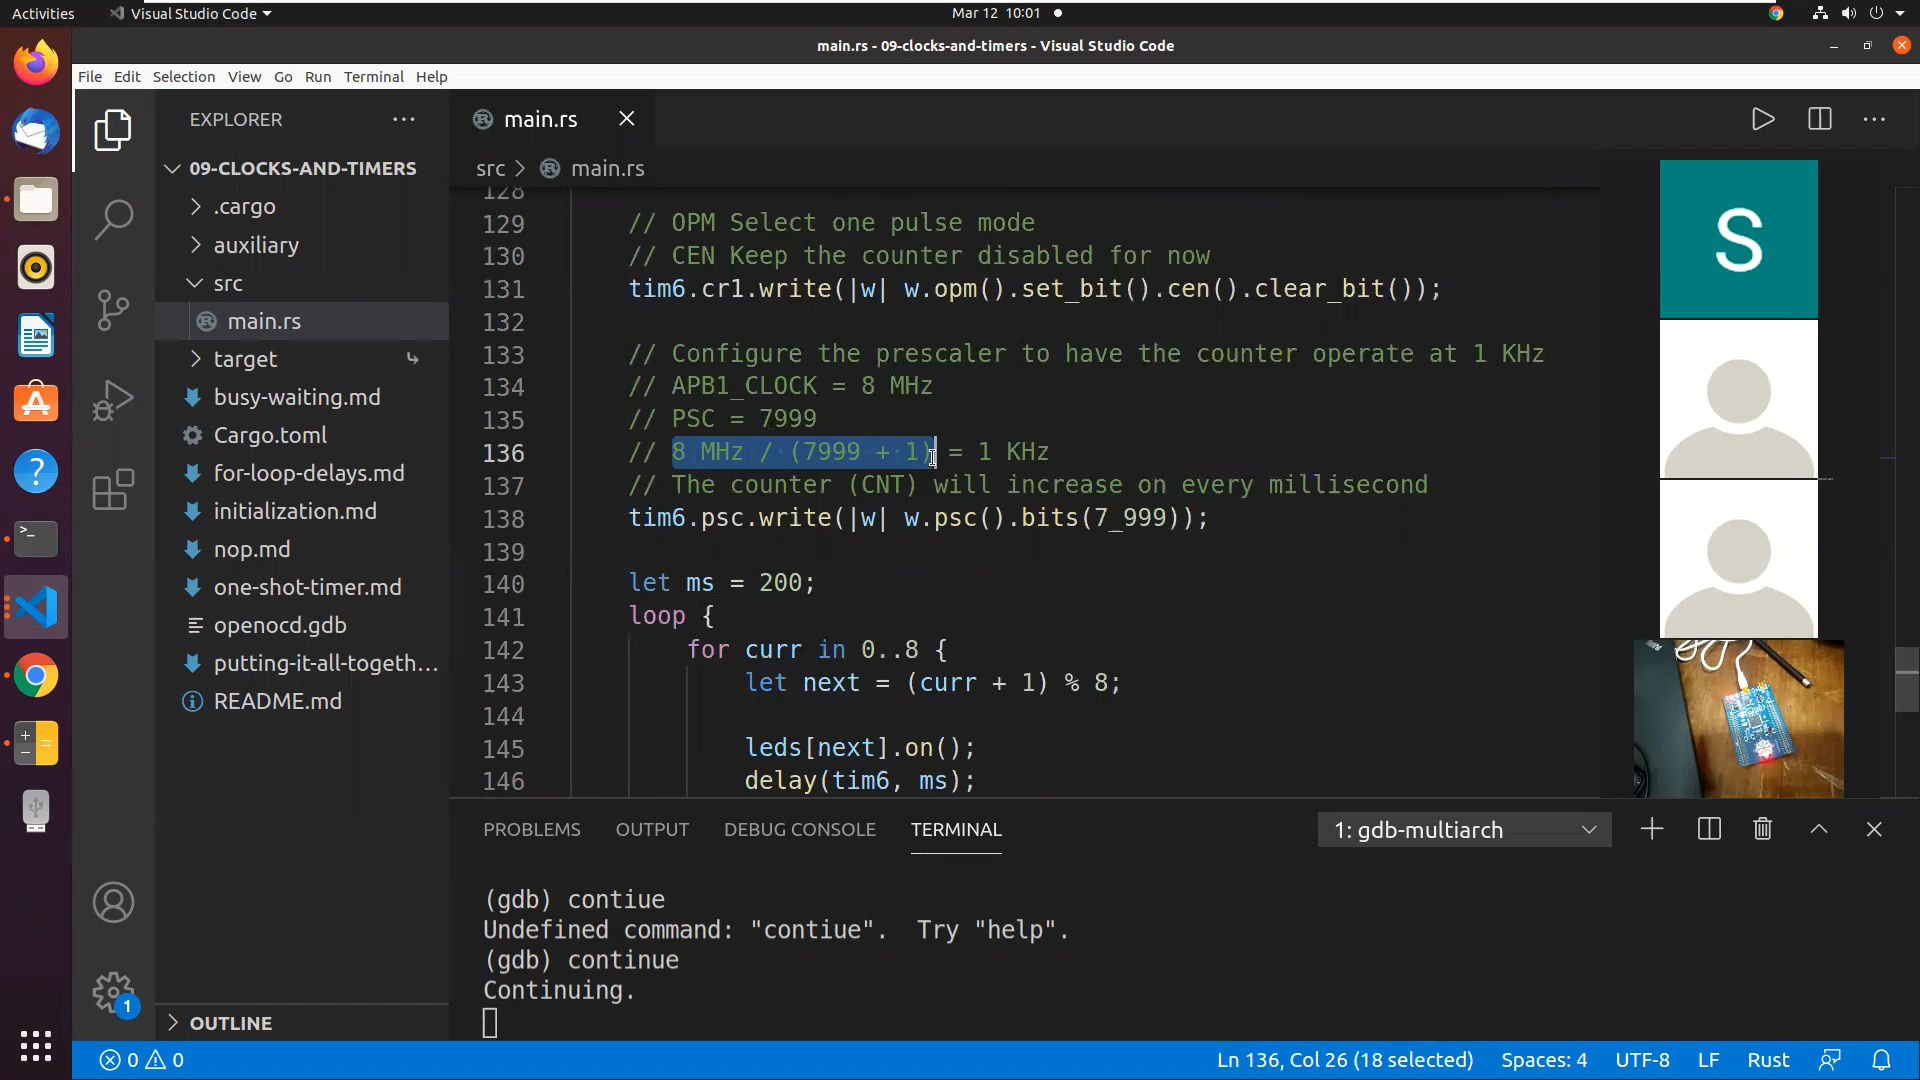 Activities
Visual Studio Code
Mar 12 10:01
main.rs - 09-clocks-and-timers - Visual Studio Code
File Edit Selection View Go Run Terminal Help
EXPLORER
09-CLOCKS-AND-TIMERS
.cargo
auxiliary
src
main.rs
target
busy-waiting.md
Cargo.toml
for-loop-delays.md
initialization.md
nop.md
one-shot-timer.md
openocd.gdb
putting-it-all-togeth...
README.md
OUTLINE
main.rs
src > main.rs
128
129 // OPM Select one pulse mode
130 // CEN Keep the counter disabled for now
131 tim6.cr1.write(|w| w.opm().set_bit().cen().clear_bit());
132
133 // Configure the prescaler to have the counter operate at 1 KHz
134 // APB1_CLOCK = 8 MHz
135 // PSC = 7999
136 // 8 MHz / (7999 + 1) = 1 KHz
137 // The counter (CNT) will increase on every millisecond
138 tim6.psc.write(|w| w.psc().bits(7_999));
139
140 let ms = 200;
141 loop {
142 for curr in 0..8 {
143 let next = (curr + 1) % 8;
144
145 leds[next].on();
146 delay(tim6, ms);
S
PROBLEMS OUTPUT DEBUG CONSOLE TERMINAL
1: gdb-multiarch
(gdb) contiue
Undefined command: "contiue". Try "help".
(gdb) continue
Continuing.
1
0 0
Ln 136, Col 26 (18 selected) Spaces: 4 UTF-8 LF Rust